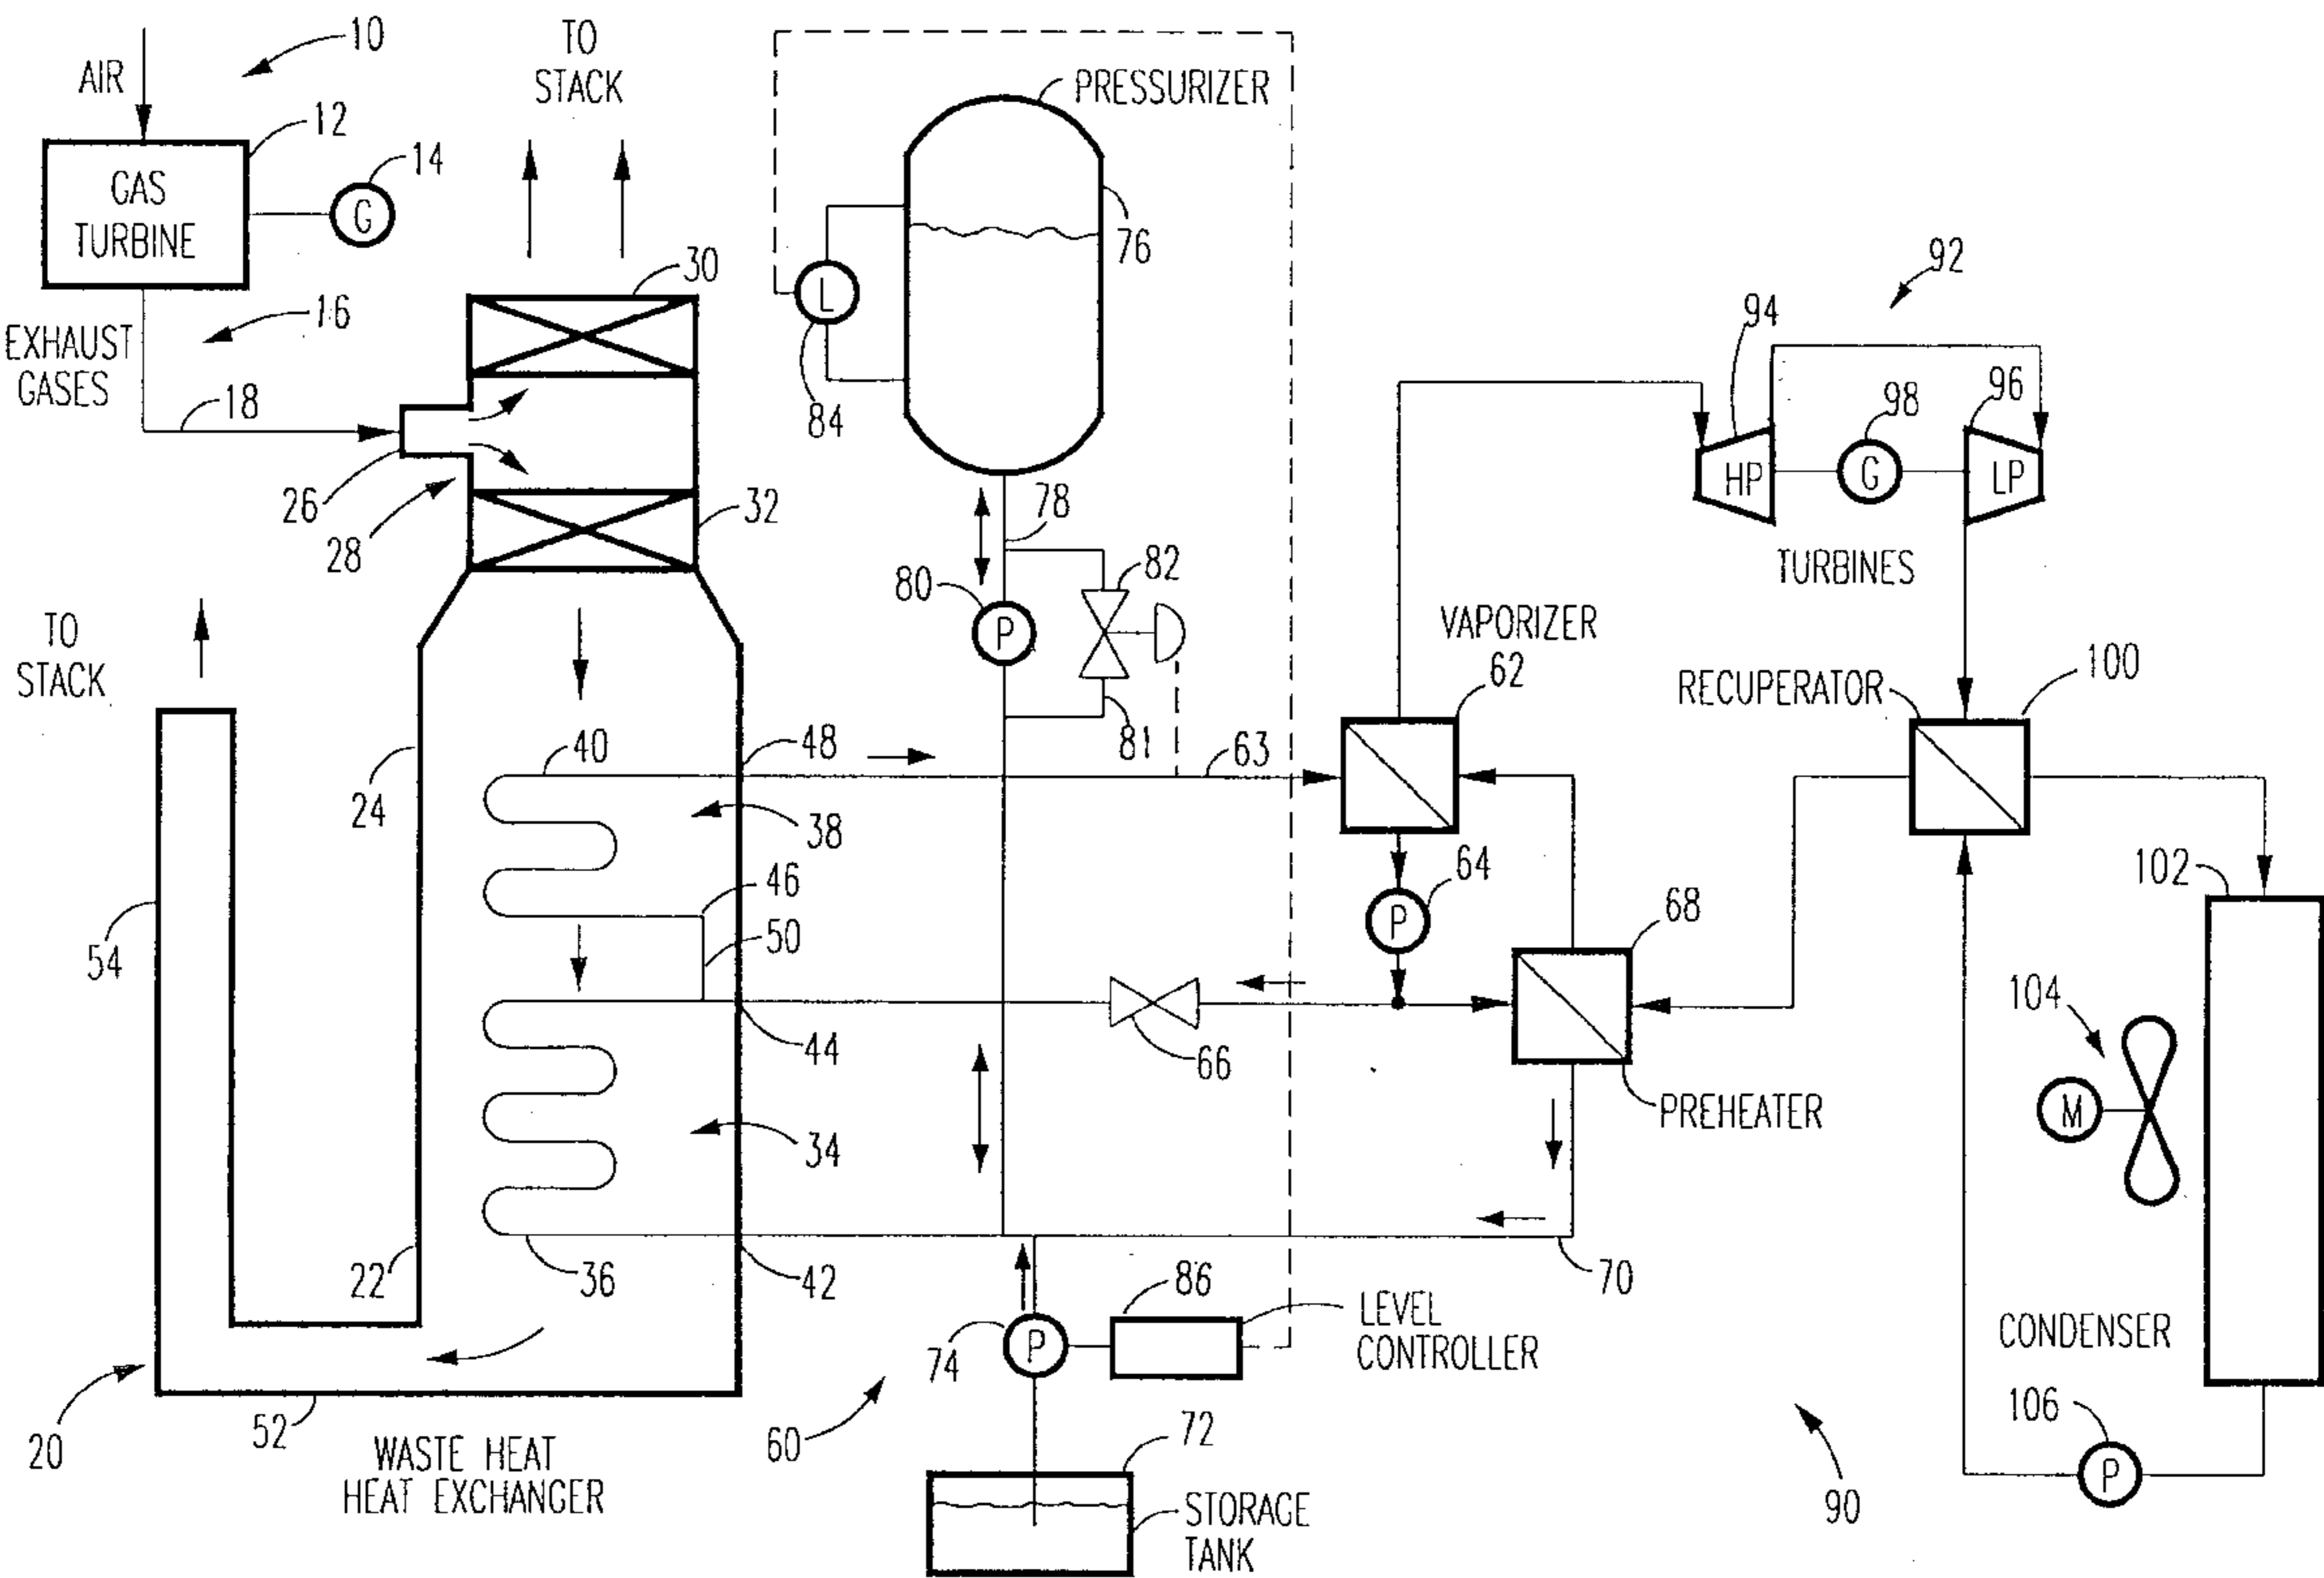 10
AIR
TO
STACK
PRESSURIZER
12
14
GAS
TURBINE
G
76
30
92
16
L
94
EXHAUST
GASES
18
84
98
96
HP
G
LP
26
32
78
28
TURBINES
80
82
P
VAPORIZER
62
TO
STACK
100
RECUPERATOR
40
48
81
63
24
38
64
102
46
P
68
50
54
104
44
66
M
PREHEATER
34
22
36
42
86
70
LEVEL
CONTROLLER
CONDENSER
74
P
20
52
60
72
106
P
WASTE HEAT
HEAT EXCHANGER
STORAGE
TANK
90